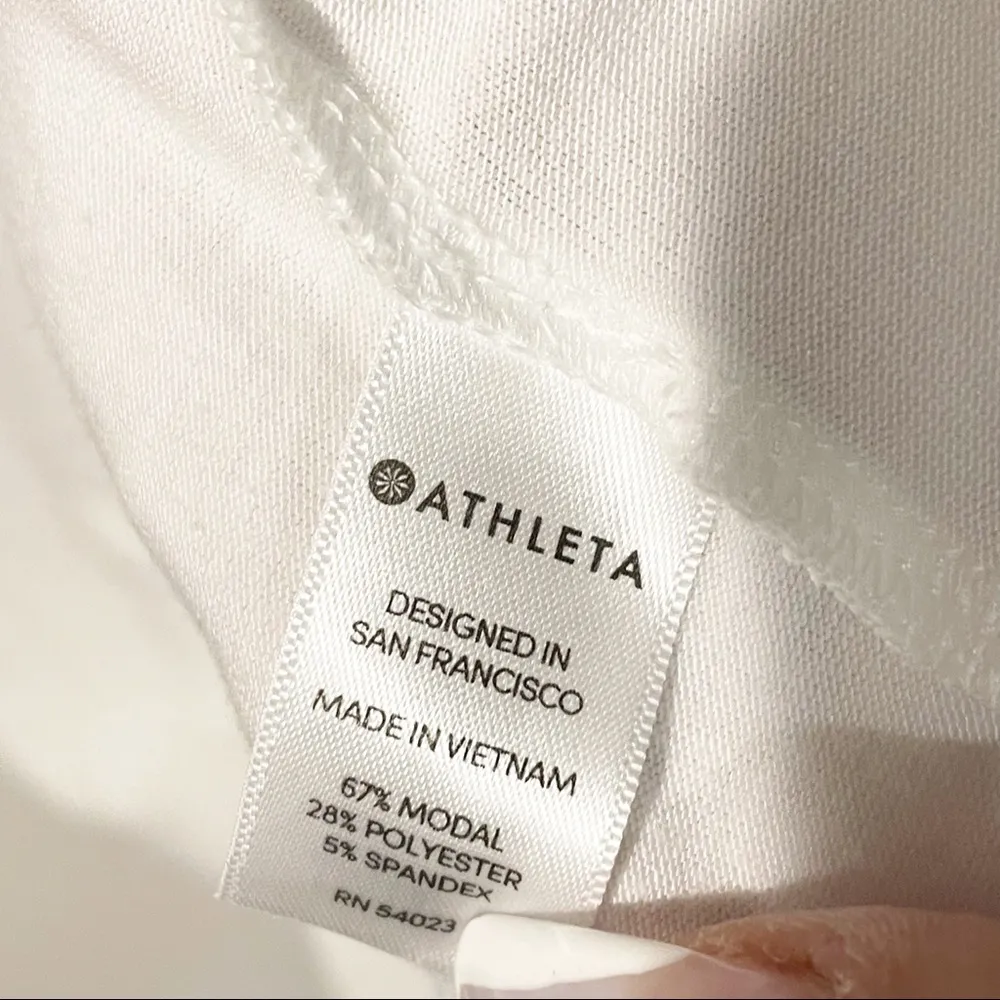 ATHLETA
DESIGNED IN
SAN FRANCISCO
MADE IN VIETNAM
67% MODAL
28% POLYESTER
5% SPANDEX
RN 54023